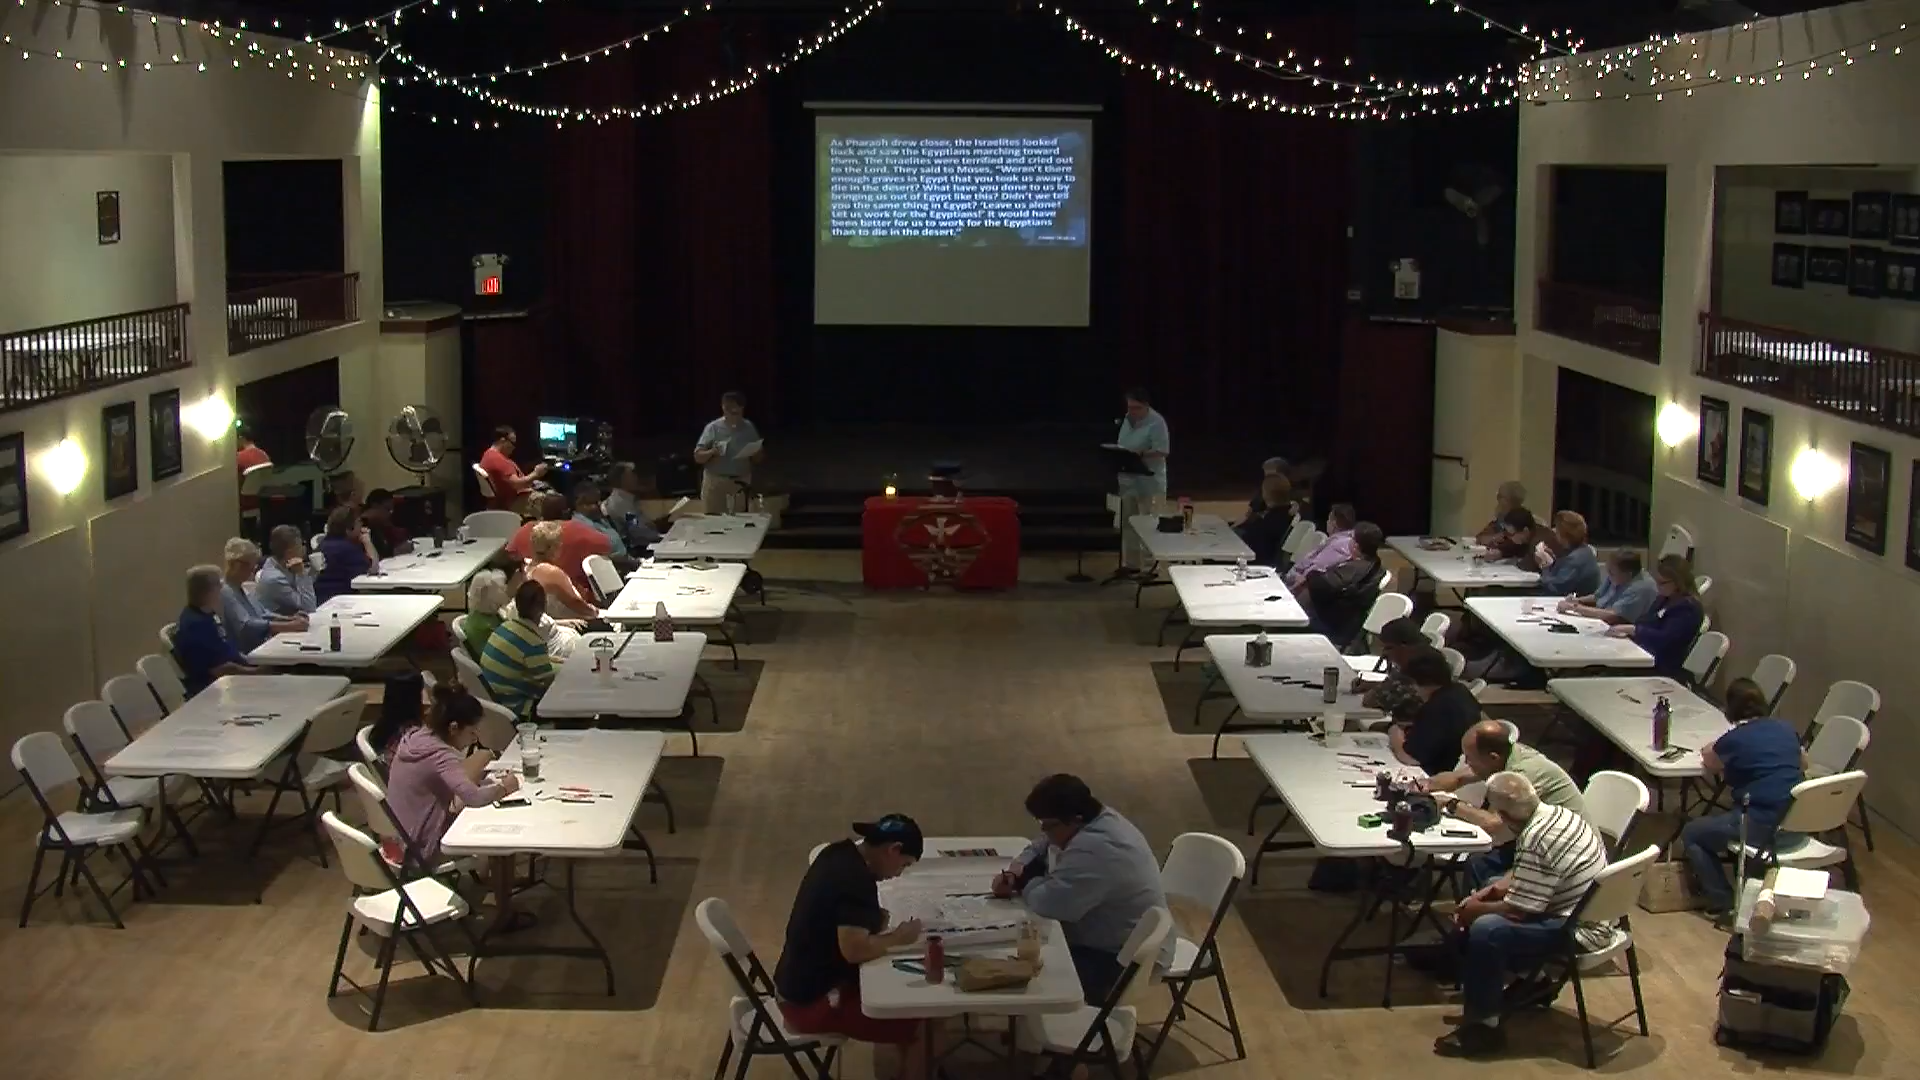 As Pharaoh drew closer, the Israelites looked
back and saw the Egyptians marching toward
them. The Israelites were terrified and cried out
to the Lord. They said to Moses, "Weren't there
enough graves in Egypt that you took us away to
die in the desert? What have you done to us by
bringing us out of Egypt like this? Didn't we tell
you the same thing in Egypt? 'Leave us alone!
Let us work for the Egyptians!' It would have
been better for us to work for the Egyptians
than to die in the desert."
EXIT